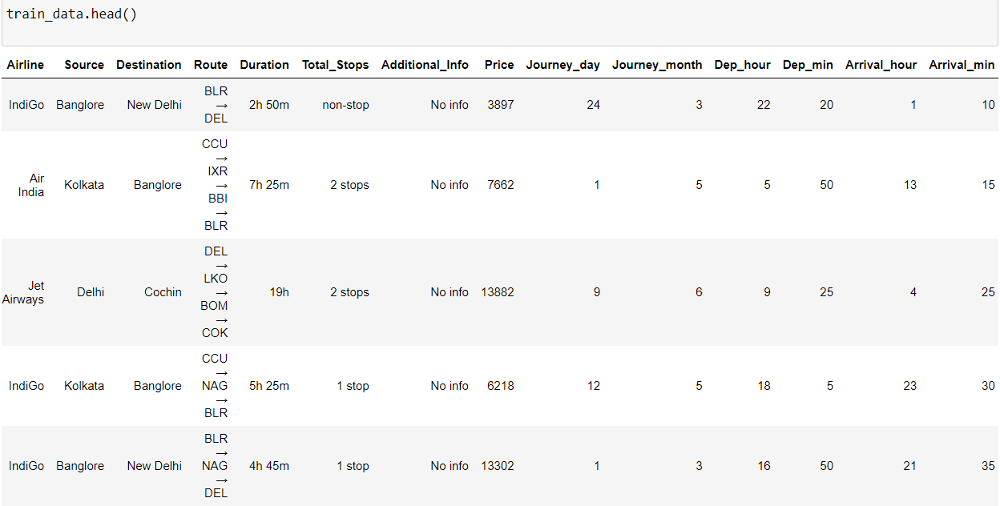 train_data.head()
Airline Source Destination Route Duration Total_Stops Additional_Info Price Journey_day Journey_month Dep_hour Dep_min Arrival_hour Arrival_min
IndiGo Banglore New Delhi BLR → DEL 2h 50m non-stop No info 3897 24 3 22 20 1 10
Air India Kolkata Banglore CCU → IXR → BBI → BLR 7h 25m 2 stops No info 7662 1 5 5 50 13 15
Jet Airways Delhi Cochin DEL → LKO → BOM → COK 19h 2 stops No info 13882 9 6 9 25 4 25
IndiGo Kolkata Banglore CCU → NAG → BLR 5h 25m 1 stop No info 6218 12 5 18 5 23 30
IndiGo Banglore New Delhi BLR → NAG → DEL 4h 45m 1 stop No info 13302 1 3 16 50 21 35